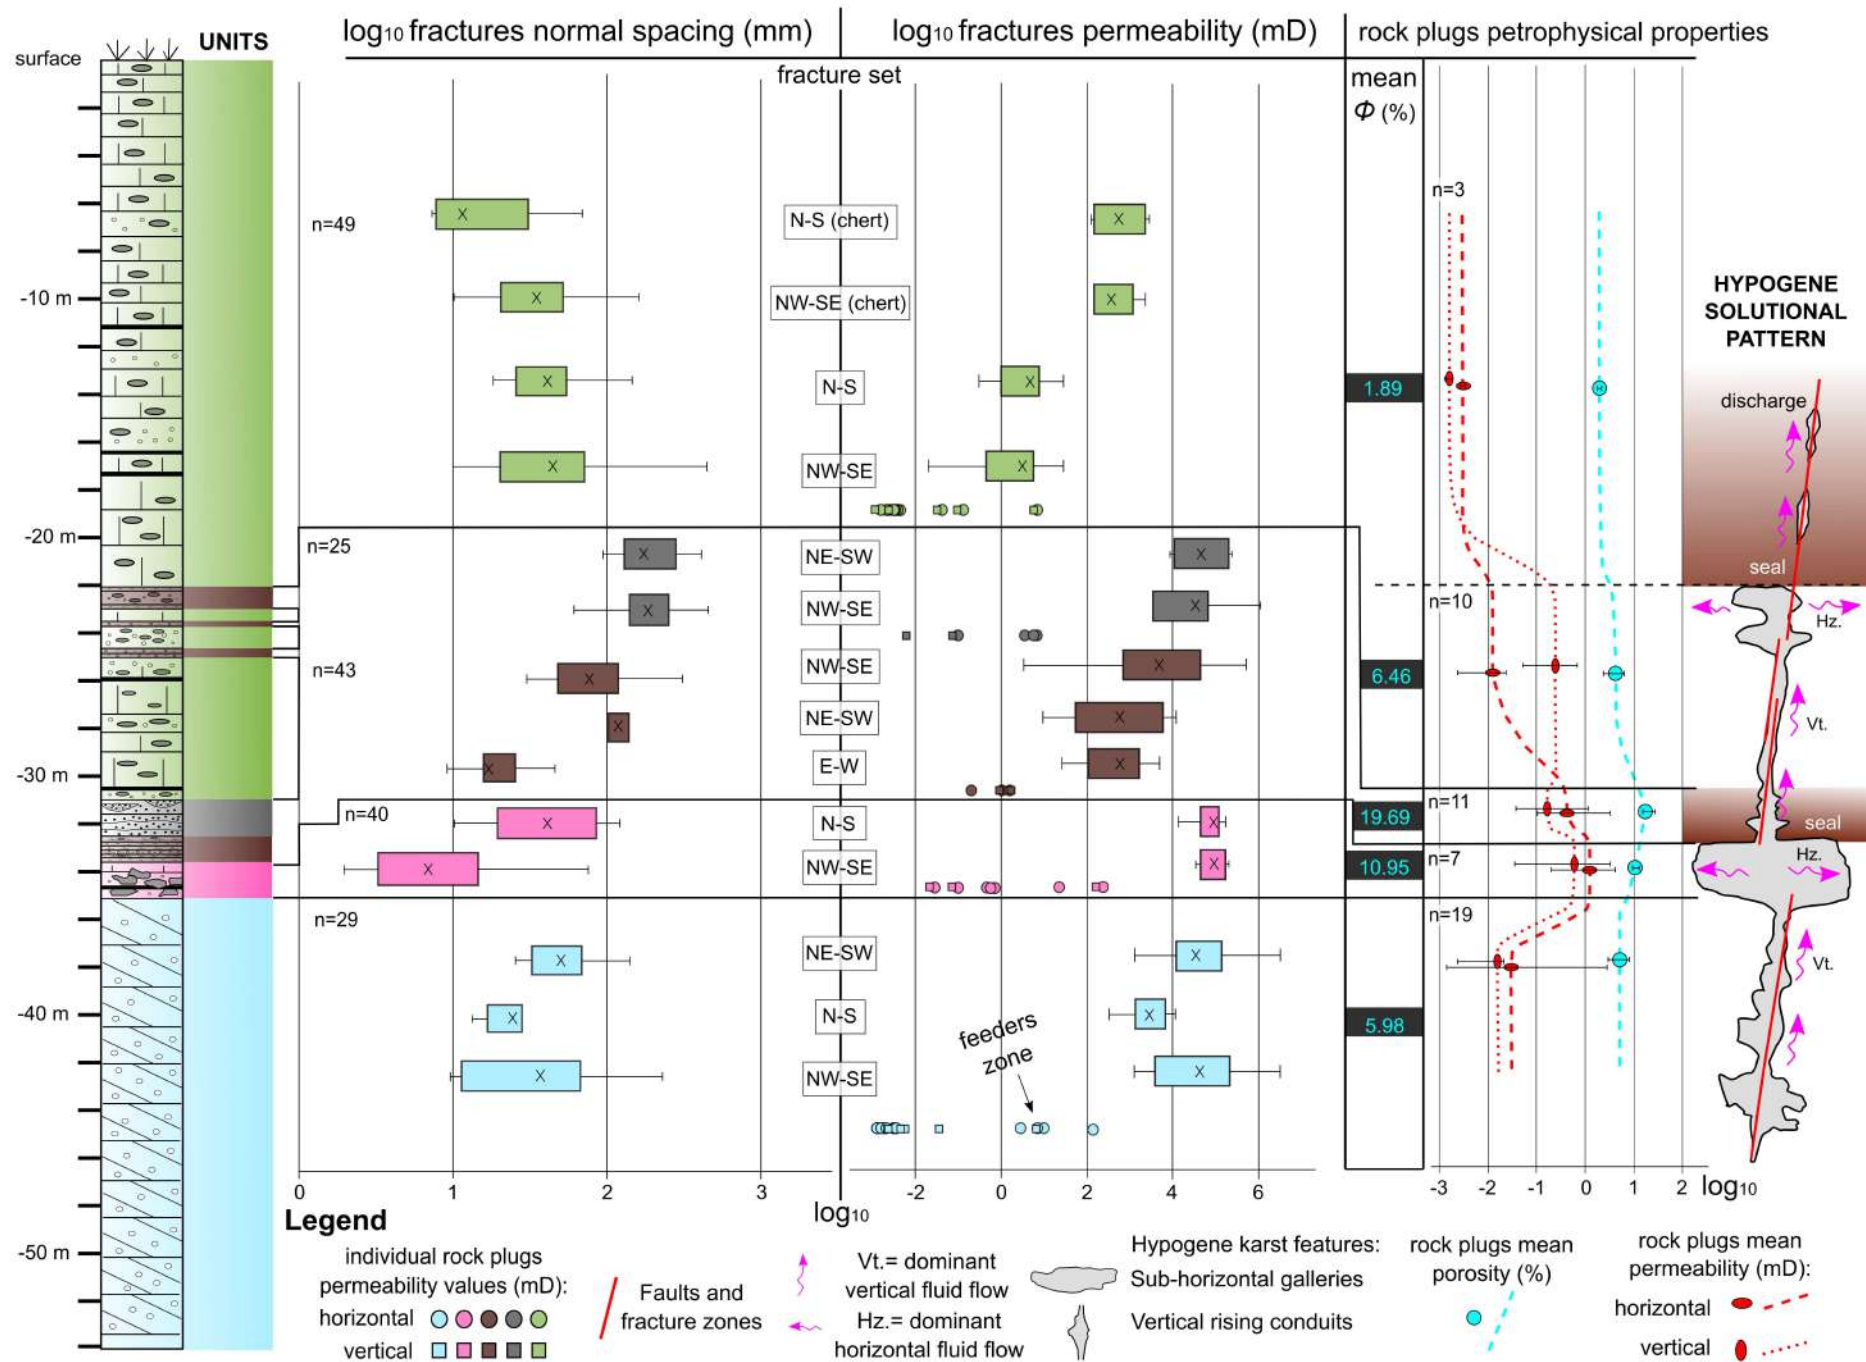 log₁₀ fractures normal spacing (mm)
log₁₀ fractures permeability (mD)
rock plugs petrophysical properties
surface
UNITS
fracture set
mean
Φ (%)
-10 m
-20 m
-30 m
-40 m
-50 m
n=49
n=25
n=43
n=40
n=29
N-S (chert)
NW-SE (chert)
N-S
NW-SE
NE-SW
NW-SE
NW-SE
NE-SW
E-W
N-S
NW-SE
NE-SW
N-S
NW-SE
feeders
zone
1.89
6.46
19.69
10.95
5.98
n=3
n=10
n=11
n=7
n=19
HYPOGENE
SOLUTIONAL
PATTERN
discharge
seal
Hz.
Vt.
seal
Hz.
Vt.
0 1 2 3
log₁₀
-2 0 2 4 6
-3 -2 -1 0 1 2 log₁₀
Legend
individual rock plugs
permeability values (mD):
horizontal
vertical
Faults and
fracture zones
Vt.= dominant
vertical fluid flow
Hz.= dominant
horizontal fluid flow
Hypogene karst features:
Sub-horizontal galleries
Vertical rising conduits
rock plugs mean
porosity (%)
rock plugs mean
permeability (mD):
horizontal
vertical